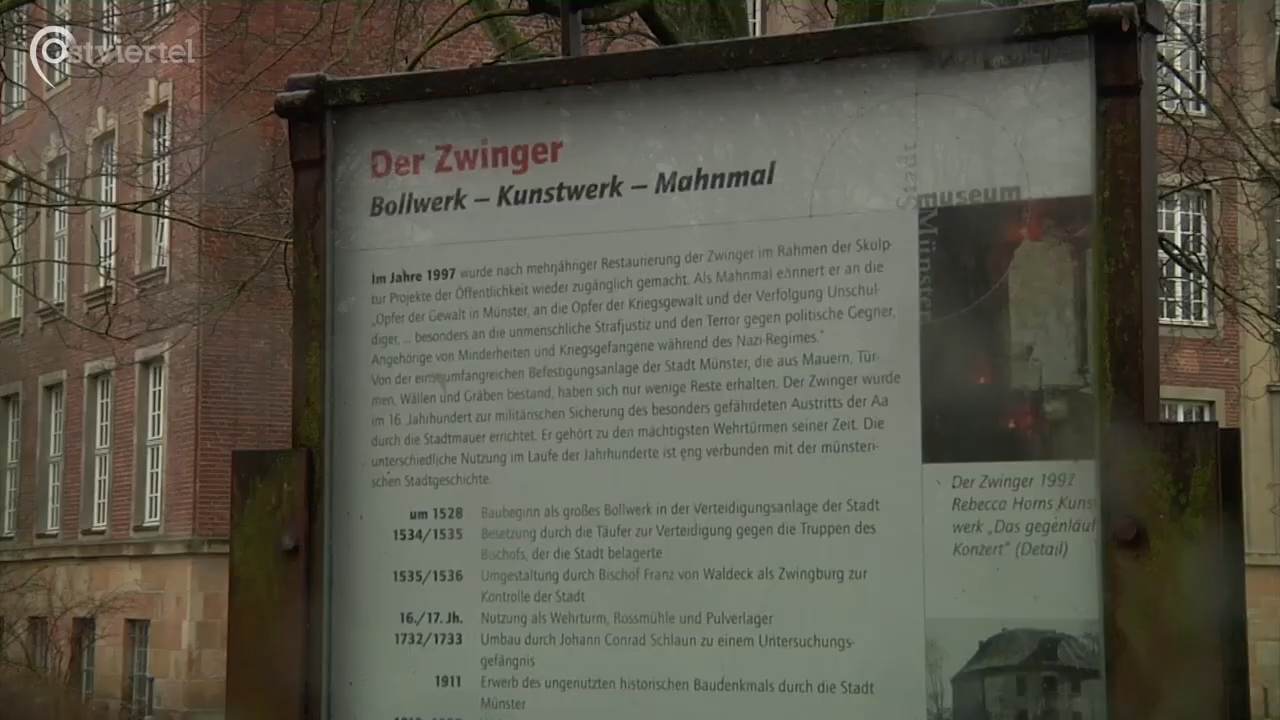 Ostviertel
Der Zwinger
Bollwerk – Kunstwerk – Mahnmal
Stadt
museum
Münster
Im Jahre 1997 wurde nach mehrjähriger Restaurierung der Zwinger im Rahmen der Skulp-
tur Projekte der Öffentlichkeit wieder zugänglich gemacht. Als Mahnmal erinnert er an die
„Opfer der Gewalt in Münster, an die Opfer der Kriegsgewalt und der Verfolgung Unschul-
diger, ... besonders an die unmenschliche Strafjustiz und den Terror gegen politische Gegner,
Angehörige von Minderheiten und Kriegsgefangene während des Nazi-Regimes."
Von der einst umfangreichen Befestigungsanlage der Stadt Münster, die aus Mauern, Tür-
men, Wällen und Gräben bestand, haben sich nur wenige Reste erhalten. Der Zwinger wurde
im 16. Jahrhundert zur militärischen Sicherung des besonders gefährdeten Austritts der Aa
durch die Stadtmauer errichtet. Er gehört zu den mächtigsten Wehrtürmen seiner Zeit. Die
unterschiedliche Nutzung im Laufe der Jahrhunderte ist eng verbunden mit der münsteri-
schen Stadtgeschichte.
um 1528 Baubeginn als großes Bollwerk in der Verteidigungsanlage der Stadt
1534/1535 Besetzung durch die Täufer zur Verteidigung gegen die Truppen des
Bischofs, der die Stadt belagerte
1535/1536 Umgestaltung durch Bischof Franz von Waldeck als Zwingburg zur
Kontrolle der Stadt
16./17. Jh. Nutzung als Wehrturm, Rossmühle und Pulverlager
1732/1733 Umbau durch Johann Conrad Schlaun zu einem Untersuchungs-
gefängnis
1911 Erwerb des ungenutzten historischen Baudenkmals durch die Stadt
Münster
Der Zwinger 1997
Rebecca Horns Kuns
werk „Das gegenläuf
Konzert" (Detail)